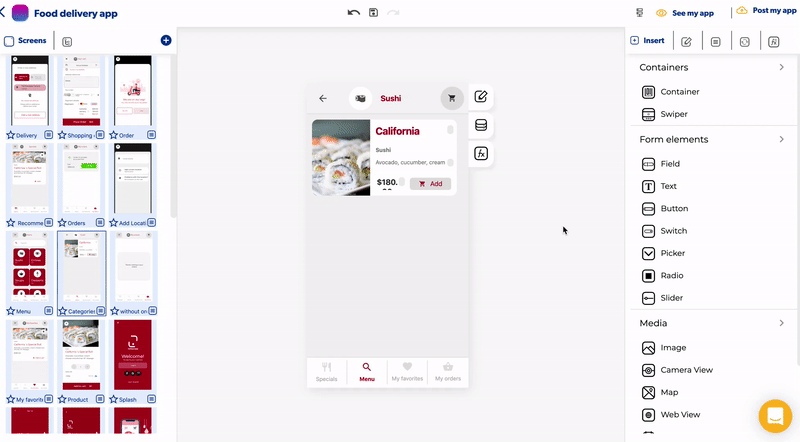 Food delivery app
See my app
Post my app
Screens
Insert
Delivery
Shopping
Order
Recomme
Orders
Add Locati
Menu
Categories
without or
My favorite
Product
Splash
Welcome!
Sushi
California
Sushi
Avocado, cucumber, cream
$180.
Add
Specials
Menu
My favorites
My orders
Containers
Container
Swiper
Form elements
Field
Text
Button
Switch
Picker
Radio
Slider
Media
Image
Camera View
Map
Web View